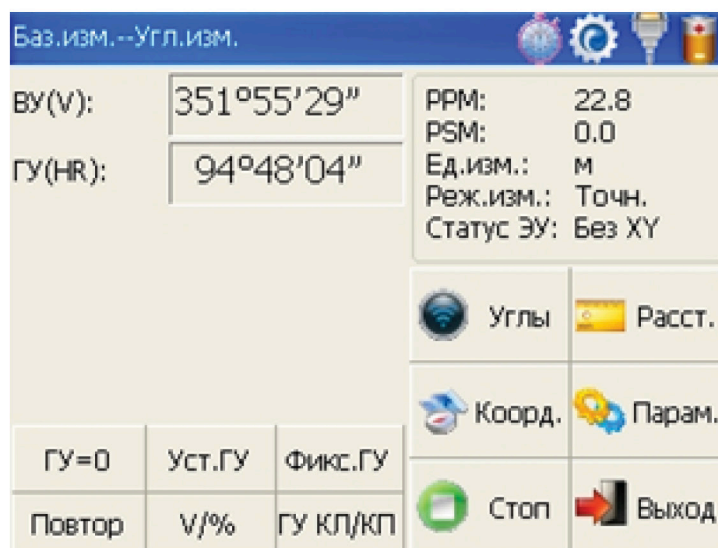 Баз.изм.--Угл.изм.
ВУ(V): 351°55'29"
ГУ(HR): 94°48'04"
PPM: 22.8
PSM: 0.0
Ед.изм.: м
Реж.изм.: Точн.
Статус ЭУ: Без XY
Углы Расст.
Коорд. Парам.
Стоп Выход
ГУ=0 Уст.ГУ Фикс.ГУ
Повтор V/% ГУ КЛ/КП